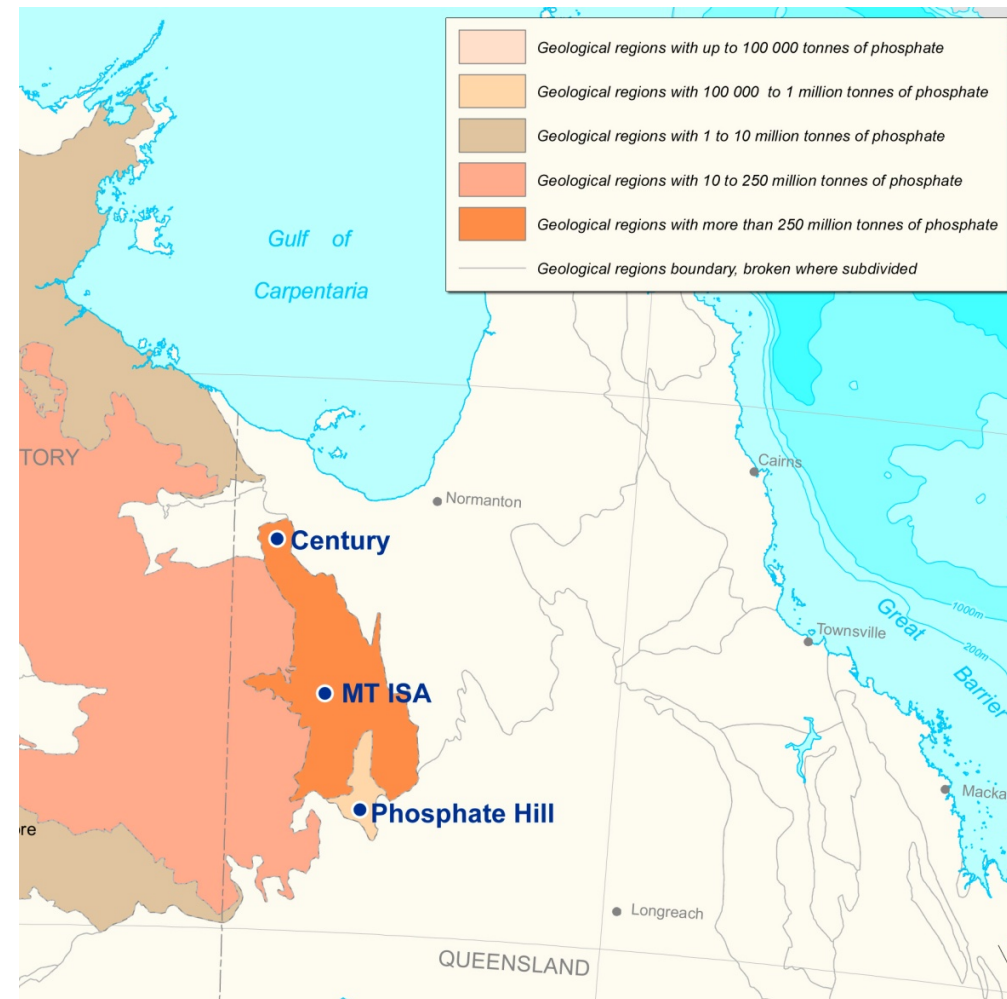 Geological regions with up to 100 000 tonnes of phosphate
Geological regions with 100 000 to 1 million tonnes of phosphate
Geological regions with 1 to 10 million tonnes of phosphate
Geological regions with 10 to 250 million tonnes of phosphate
Geological regions with more than 250 million tonnes of phosphate
Geological regions boundary, broken where subdivided
Gulf of
Carpentaria
TORY
Cairns
Normanton
Century
Great
1000m
200m
Townsville
Barrier
MT ISA
Macka
Phosphate Hill
ore
Longreach
QUEENSLAND